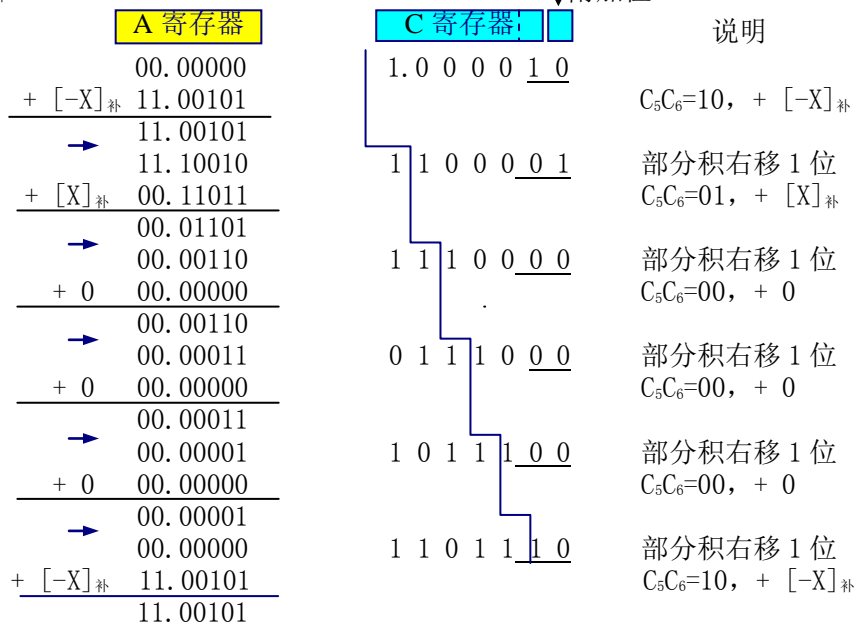 A 寄存器 C 寄存器 说明
00.00000 1.0 0 0 0 1 0
+ [-X]补 11.00101 C₅C₆=10, + [-X]补
11.00101
11.10010 1 1 0 0 0 0 1 部分积右移 1 位
+ [X]补 00.11011 C₅C₆=01, + [X]补
00.01101
00.00110 1 1 1 0 0 0 0 部分积右移 1 位
+ 0 00.00000 C₅C₆=00, + 0
00.00110
00.00011 0 1 1 1 0 0 0 部分积右移 1 位
+ 0 00.00000 C₅C₆=00, + 0
00.00011
00.00001 1 0 1 1 1 0 0 部分积右移 1 位
+ 0 00.00000 C₅C₆=00, + 0
00.00001
00.00000 1 1 0 1 1 1 0 部分积右移 1 位
+ [-X]补 11.00101 C₅C₆=10, + [-X]补
11.00101